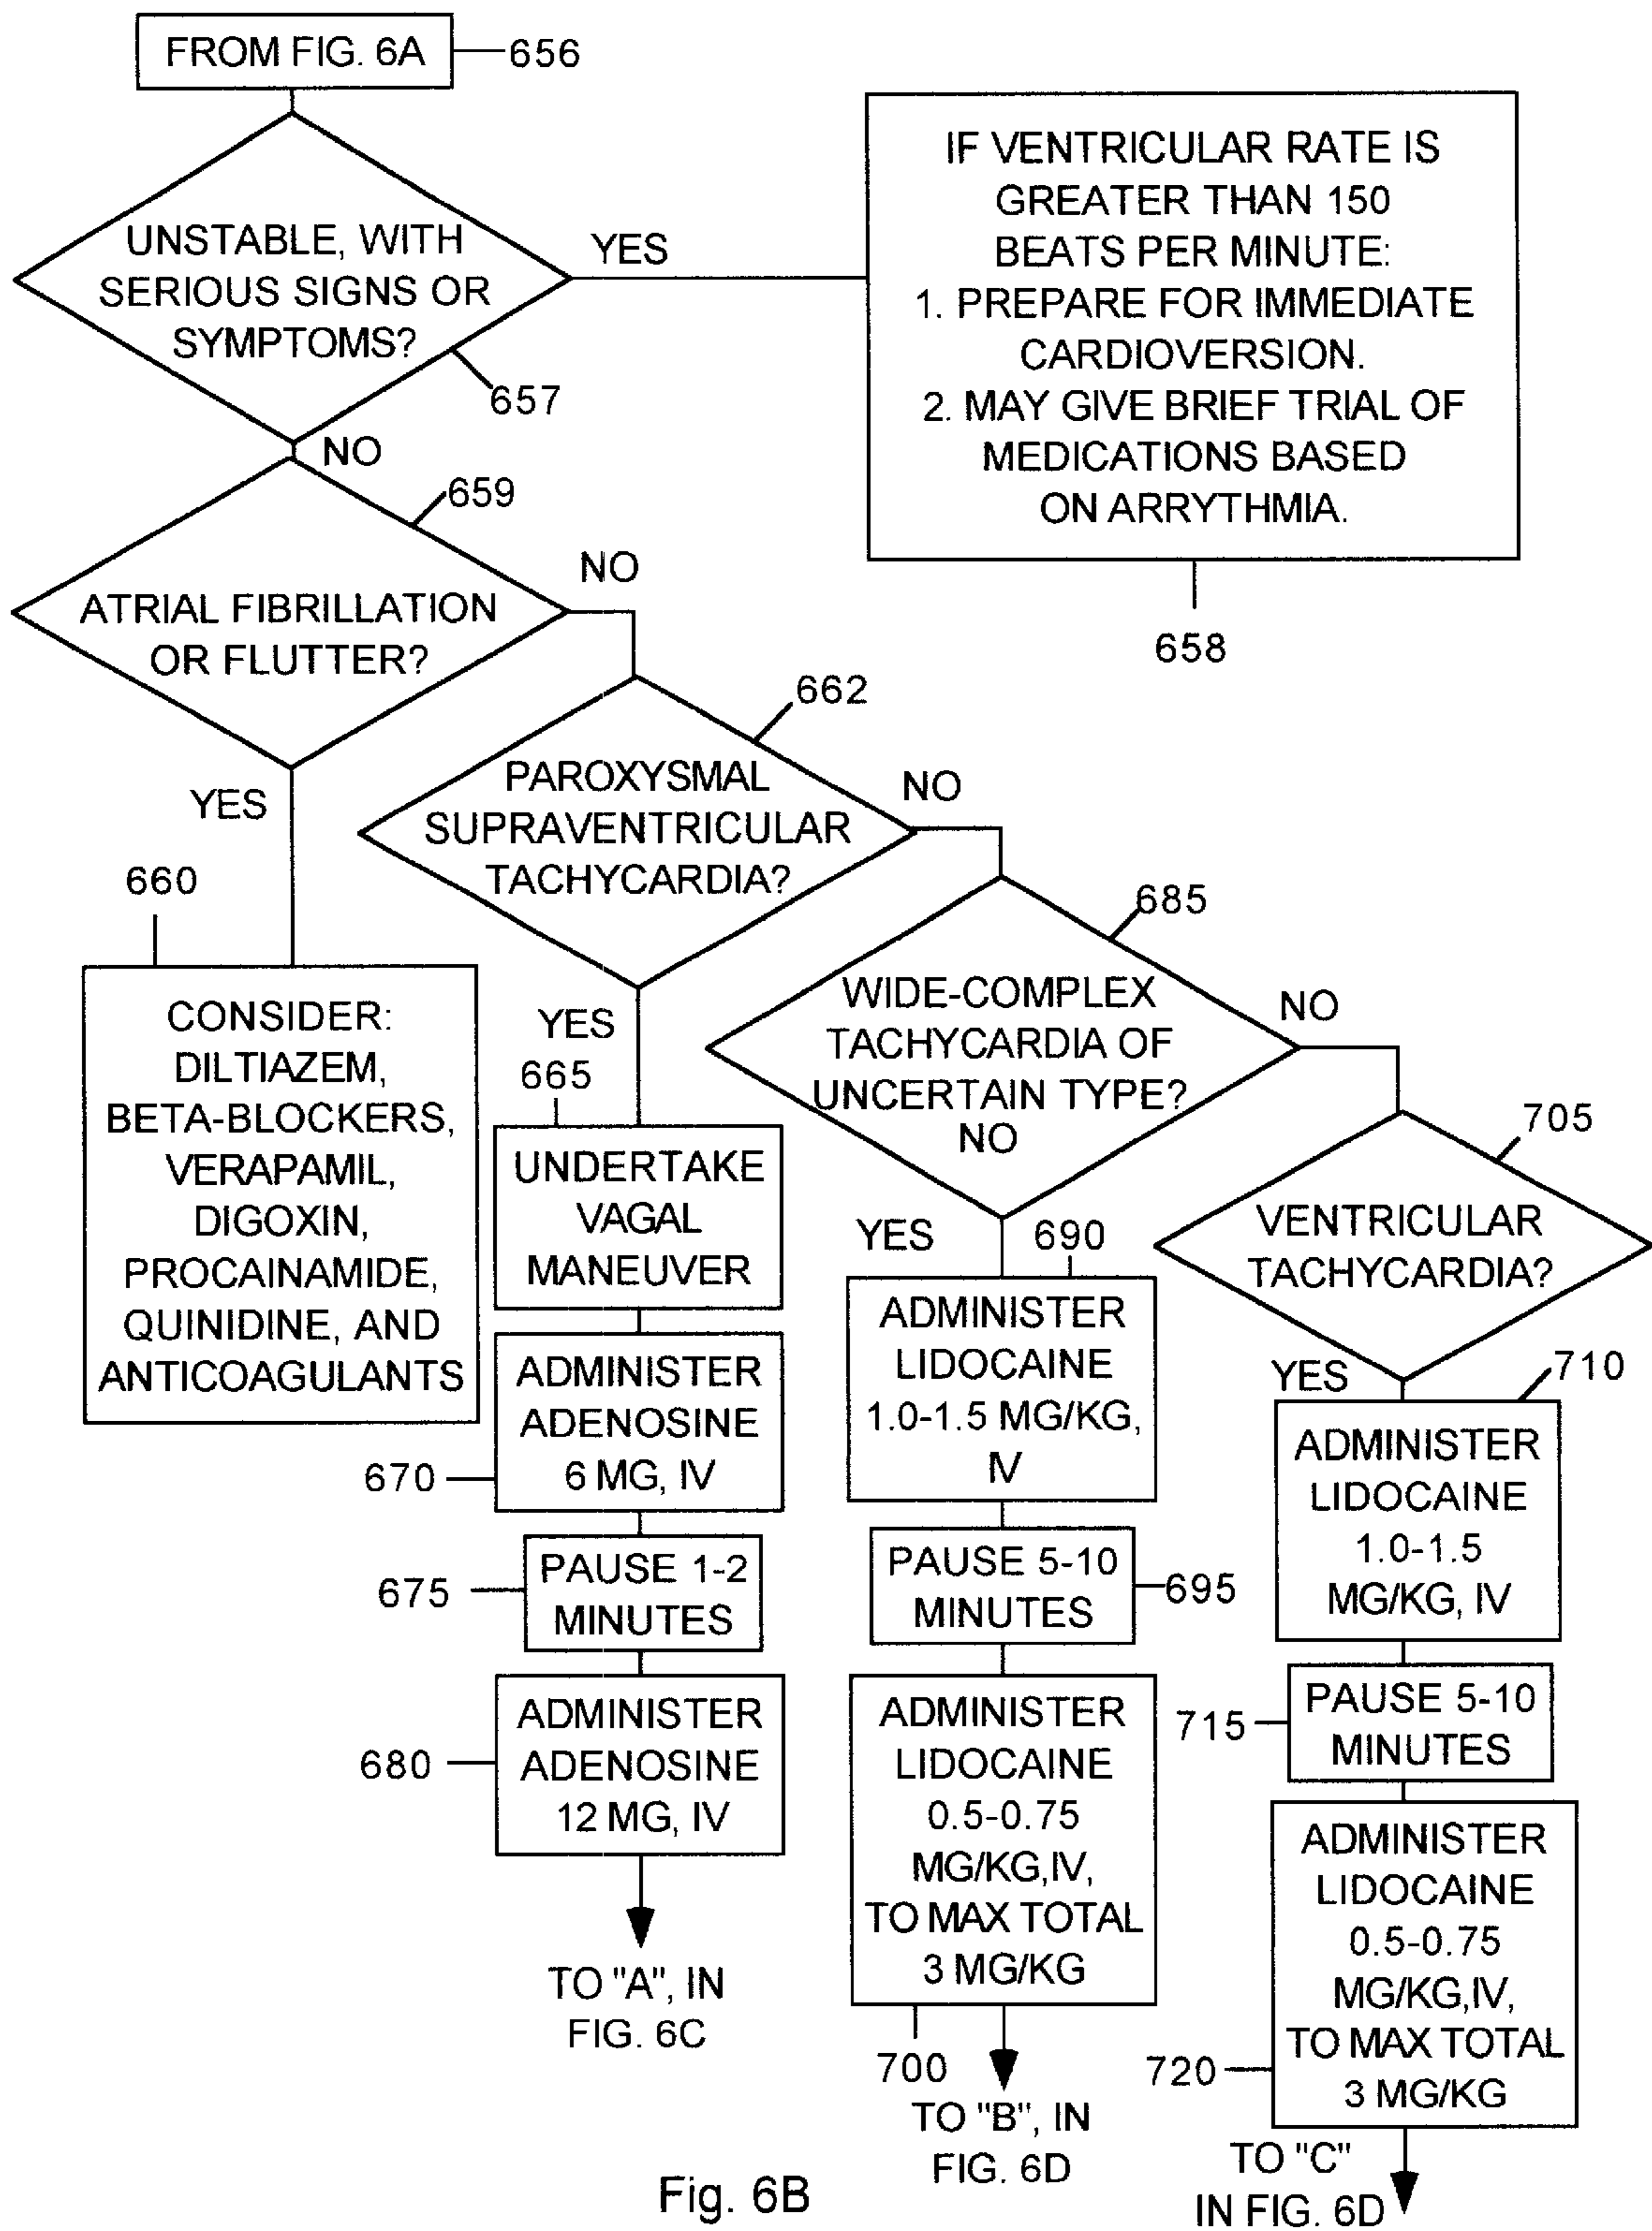 FROM FIG. 6A
656
UNSTABLE, WITH
SERIOUS SIGNS OR
SYMPTOMS?
657
YES
IF VENTRICULAR RATE IS
GREATER THAN 150
BEATS PER MINUTE:
1. PREPARE FOR IMMEDIATE
CARDIOVERSION.
2. MAY GIVE BRIEF TRIAL OF
MEDICATIONS BASED
ON ARRYTHMIA.
658
NO
659
ATRIAL FIBRILLATION
OR FLUTTER?
NO
YES
660
CONSIDER:
DILTIAZEM,
BETA-BLOCKERS,
VERAPAMIL,
DIGOXIN,
PROCAINAMIDE,
QUINIDINE, AND
ANTICOAGULANTS
662
PAROXYSMAL
SUPRAVENTRICULAR
TACHYCARDIA?
NO
YES
665
UNDERTAKE
VAGAL
MANEUVER
ADMINISTER
ADENOSINE
6 MG, IV
670
PAUSE 1-2
MINUTES
675
ADMINISTER
ADENOSINE
12 MG, IV
680
TO "A", IN
FIG. 6C
685
WIDE-COMPLEX
TACHYCARDIA OF
UNCERTAIN TYPE?
NO
NO
YES
690
ADMINISTER
LIDOCAINE
1.0-1.5 MG/KG,
IV
PAUSE 5-10
MINUTES
695
ADMINISTER
LIDOCAINE
0.5-0.75
MG/KG,IV,
TO MAX TOTAL
3 MG/KG
700
TO "B", IN
FIG. 6D
705
VENTRICULAR
TACHYCARDIA?
YES
710
ADMINISTER
LIDOCAINE
1.0-1.5
MG/KG, IV
PAUSE 5-10
MINUTES
715
ADMINISTER
LIDOCAINE
0.5-0.75
MG/KG,IV,
TO MAX TOTAL
3 MG/KG
720
TO "C"
IN FIG. 6D
Fig. 6B